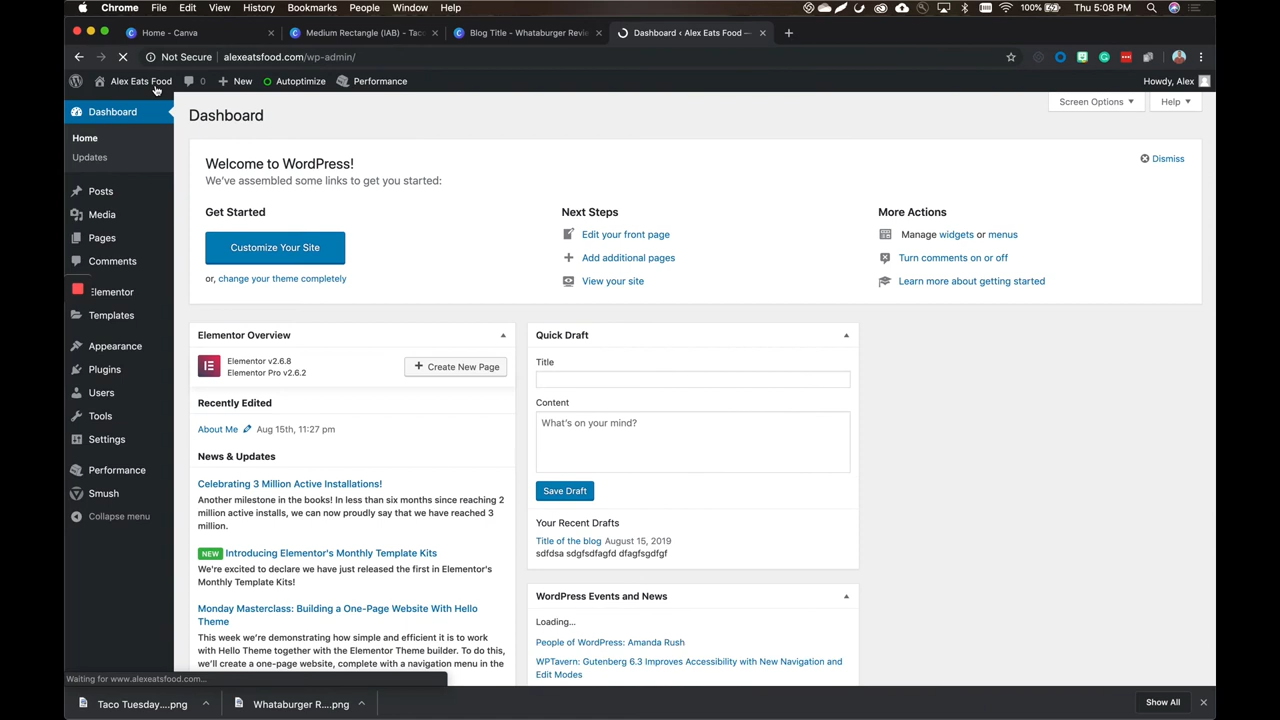 Chrome File Edit View History Bookmarks People Window Help 100% Thu 5:08 PM
Home - Canva × Medium Rectangle (IAB) - Tac × Blog Title - Whataburger Revie × Dashboard ‹ Alex Eats Food — × +
Not Secure | alexeatsfood.com/wp-admin/
Alex Eats Food 0 + New Autoptimize Performance Howdy, Alex
Dashboard
Home
Updates
Posts
Media
Pages
Comments
Elementor
Templates
Appearance
Plugins
Users
Tools
Settings
Performance
Smush
Collapse menu
Dashboard
Screen Options ▼ Help ▼
Welcome to WordPress!
Dismiss
We've assembled some links to get you started:
Get Started
Customize Your Site
or, change your theme completely
Next Steps
Edit your front page
Add additional pages
View your site
More Actions
Manage widgets or menus
Turn comments on or off
Learn more about getting started
Elementor Overview
Elementor v2.6.8
Elementor Pro v2.6.2
+ Create New Page
Recently Edited
About Me Aug 15th, 11:27 pm
News & Updates
Celebrating 3 Million Active Installations!
Another milestone in the books! In less than six months since reaching 2
million active installs, we can now proudly say that we have reached 3
million.
NEW Introducing Elementor's Monthly Template Kits
We're excited to declare we have just released the first in Elementor's
Monthly Template Kits!
Monday Masterclass: Building a One-Page Website With Hello
Theme
This week we're demonstrating how simple and efficient it is to work
with Hello Theme together with the Elementor Theme builder. To do this,
we'll create a one-page website, complete with a navigation menu in the
Quick Draft
Title
Content
What's on your mind?
Save Draft
Your Recent Drafts
Title of the blog August 15, 2019
sdfdsa sdgfsdfagfd dfagfsgdfgf
WordPress Events and News
Loading...
People of WordPress: Amanda Rush
WPTavern: Gutenberg 6.3 Improves Accessibility with New Navigation and
Edit Modes
Waiting for www.alexeatsfood.com...
Taco Tuesday....png Whataburger R....png Show All